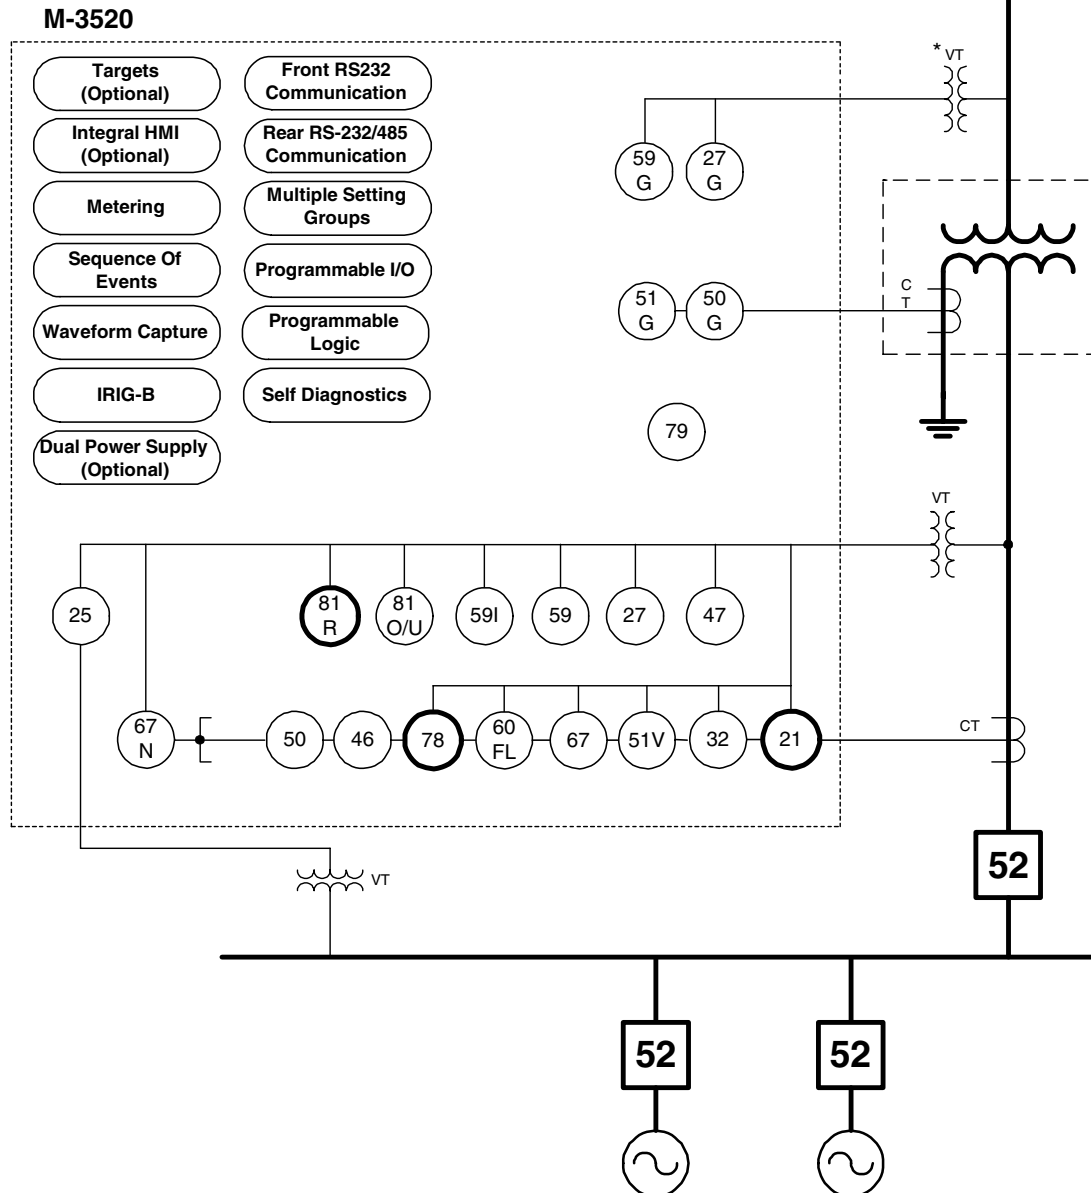 M-3520
Targets
(Optional)
Front RS232
Communication
Integral HMI
(Optional)
Rear RS-232/485
Communication
Metering
Multiple Setting
Groups
Sequence Of
Events
Programmable I/O
Waveform Capture
Programmable
Logic
IRIG-B
Self Diagnostics
Dual Power Supply
(Optional)
* VT
59
G
27
G
C
T
51
G
50
G
79
VT
25
81
R
81
O/U
59I
59
27
47
67
N
50
46
78
60
FL
67
51V
32
21
CT
52
VT
52
52